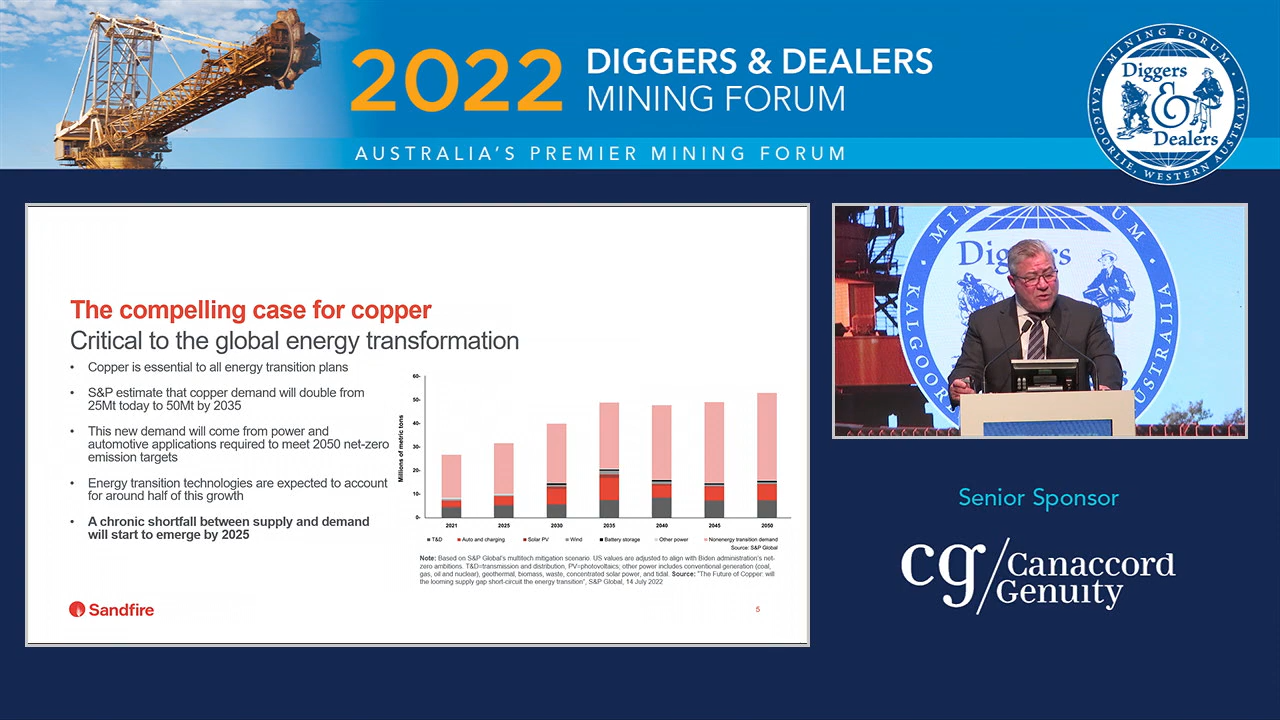 2022
DIGGERS & DEALERS
MINING FORUM
AUSTRALIA'S PREMIER MINING FORUM
MINING FORUM
Diggers
&
Dealers
KALGOORLIE, WESTERN AUSTRALIA
The compelling case for copper
Critical to the global energy transformation
• Copper is essential to all energy transition plans
• S&P estimate that copper demand will double from
25Mt today to 50Mt by 2035
• This new demand will come from power and
automotive applications required to meet 2050 net-zero
emission targets
• Energy transition technologies are expected to account
for around half of this growth
• A chronic shortfall between supply and demand
will start to emerge by 2025
Millions of metric tons
60-
50-
40-
30-
20-
10-
0-
2021 2025 2030 2035 2040 2045 2050
T&D Auto and charging Solar PV Wind Battery storage Other power Nonenergy transition demand
Source: S&P Global
Note: Based on S&P Global's multitech mitigation scenario. US values are adjusted to align with Biden administration's net-
zero ambitions. T&D=transmission and distribution, PV=photovoltaics; other power includes conventional generation (coal,
gas, oil and nuclear), geothermal, biomass, waste, concentrated solar power, and tidal. Source: "The Future of Copper: will
the looming supply gap short-circuit the energy transition", S&P Global, 14 July 2022
Sandfire
5
Diggers
Senior Sponsor
cg/Canaccord
Genuity